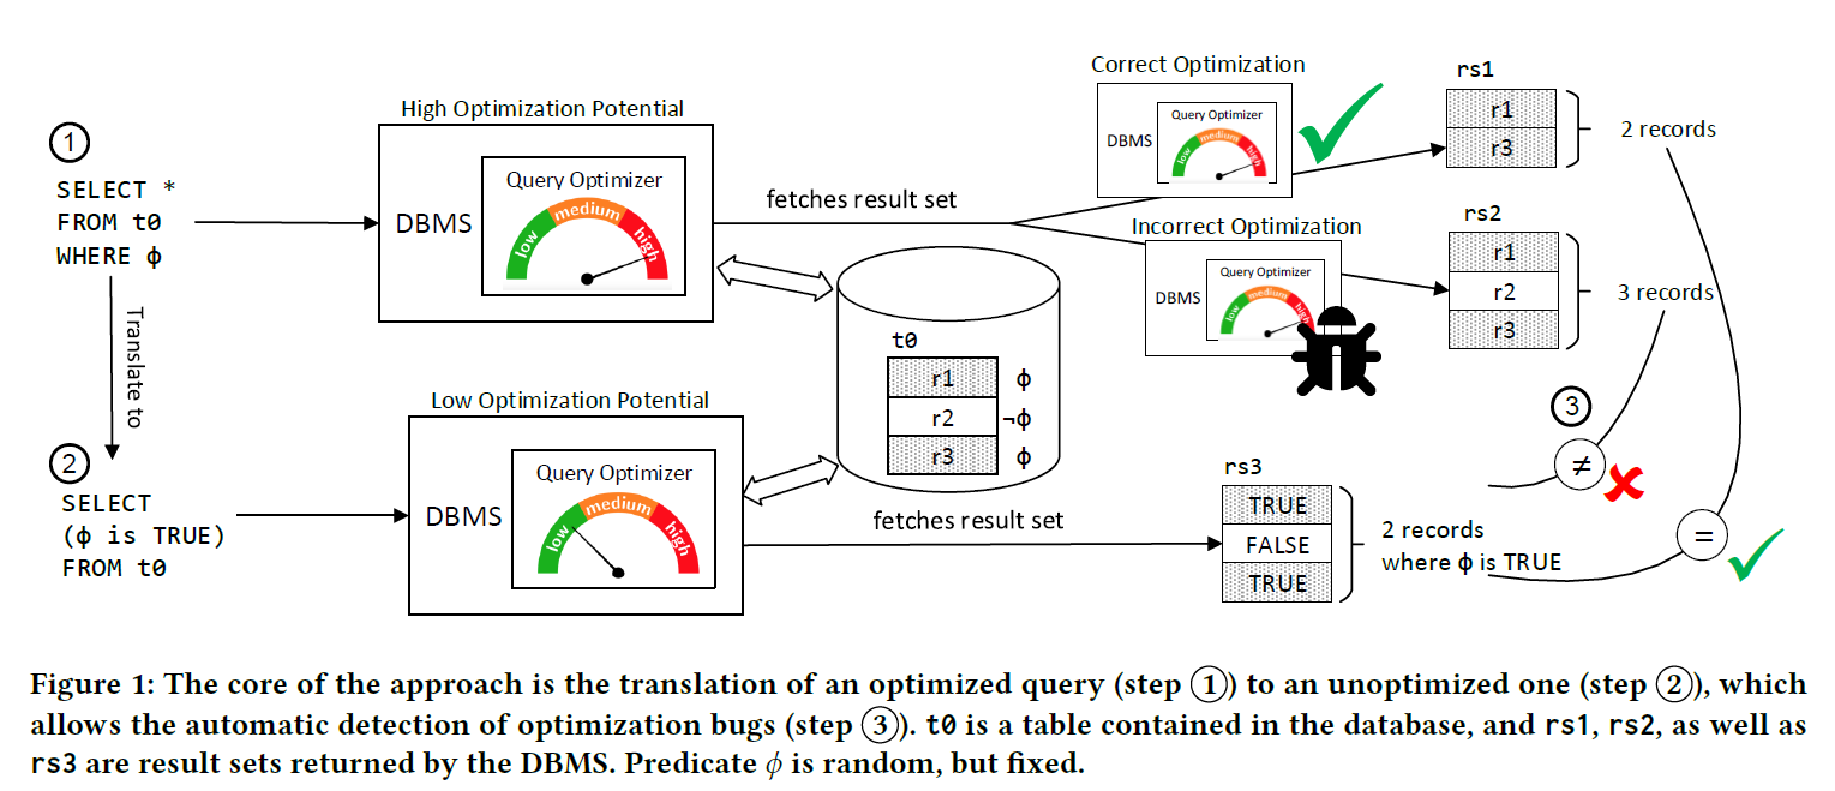 1
SELECT *
FROM t0
WHERE ϕ
Translate to
2
SELECT
(ϕ is TRUE)
FROM t0
High Optimization Potential
DBMS
Query Optimizer
low medium high
Low Optimization Potential
DBMS
Query Optimizer
low medium high
fetches result set
t0
r1 ϕ
r2 ¬ϕ
r3 ϕ
fetches result set
Correct Optimization
DBMS
Query Optimizer
low medium high
Incorrect Optimization
DBMS
Query Optimizer
low medium high
rs1
r1
r3
2 records
rs2
r1
r2
r3
3 records
3
≠
=
rs3
TRUE
FALSE
TRUE
2 records
where ϕ is TRUE
Figure 1: The core of the approach is the translation of an optimized query (step ①) to an unoptimized one (step ②), which
allows the automatic detection of optimization bugs (step ③). t0 is a table contained in the database, and rs1, rs2, as well as
rs3 are result sets returned by the DBMS. Predicate ϕ is random, but fixed.